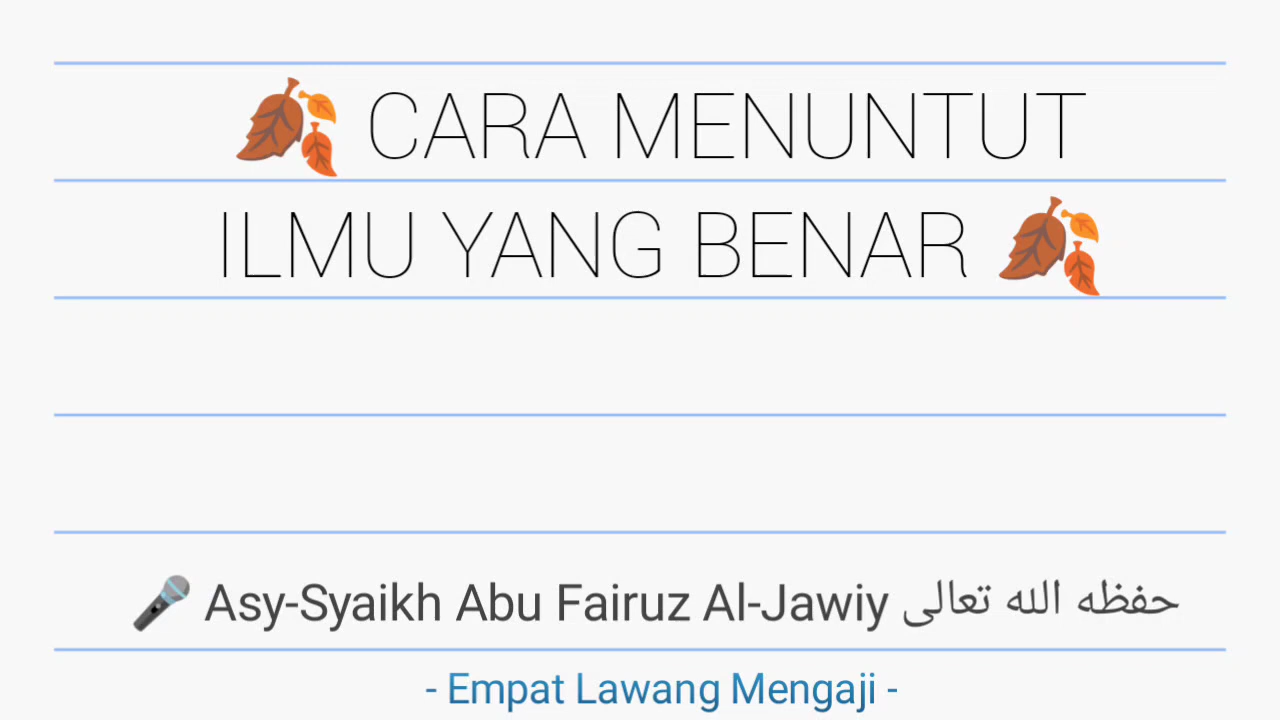 🍂 CARA MENUNTUT
ILMU YANG BENAR 🍂
🎤 Asy-Syaikh Abu Fairuz Al-Jawiy حفظه الله تعالى
- Empat Lawang Mengaji -